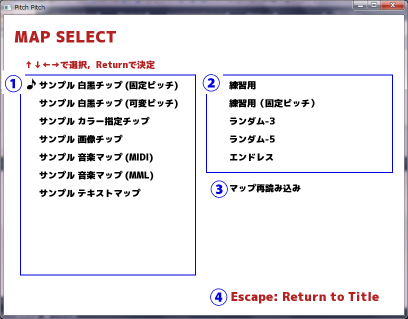 Pitch Pitch
MAP SELECT
↑↓←→で選択, Returnで決定
①
♪サンプル 白黒チップ (固定ピッチ)
サンプル 白黒チップ (可変ピッチ)
サンプル カラー指定チップ
サンプル 画像チップ
サンプル 音楽マップ (MIDI)
サンプル 音楽マップ (MML)
サンプル テキストマップ
②
練習用
練習用 (固定ピッチ)
ランダム-3
ランダム-5
エンドレス
③ マップ再読み込み
④ Escape: Return to Title